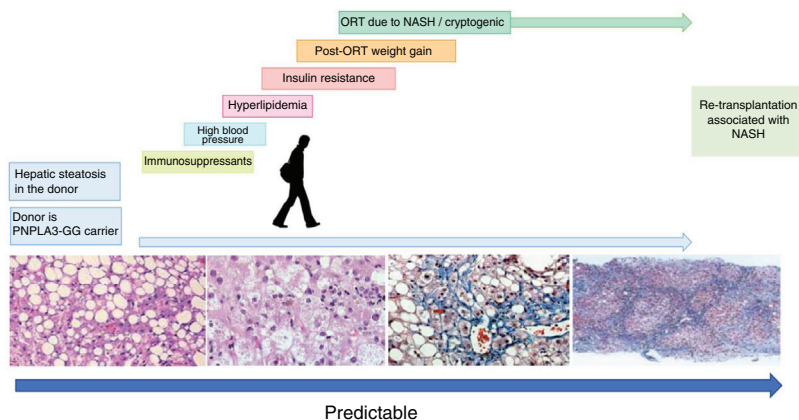 ORT due to NASH / cryptogenic
Post-ORT weight gain
Insulin resistance
Hyperlipidemia
High blood
pressure
Immunosuppressants
Hepatic steatosis
in the donor
Donor is
PNPLA3-GG carrier
Re-transplantation
associated with
NASH
Predictable